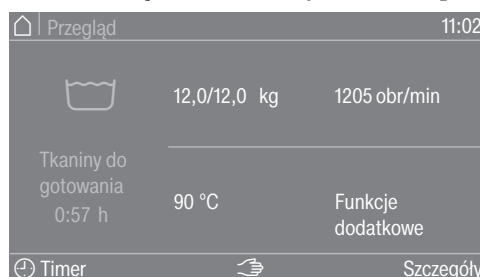 Przegląd 11:02
12,0/12,0 kg 1205 obr/min
Tkaniny do
gotowania
0:57 h
90 °C Funkcje
dodatkowe
Timer Szczegóły